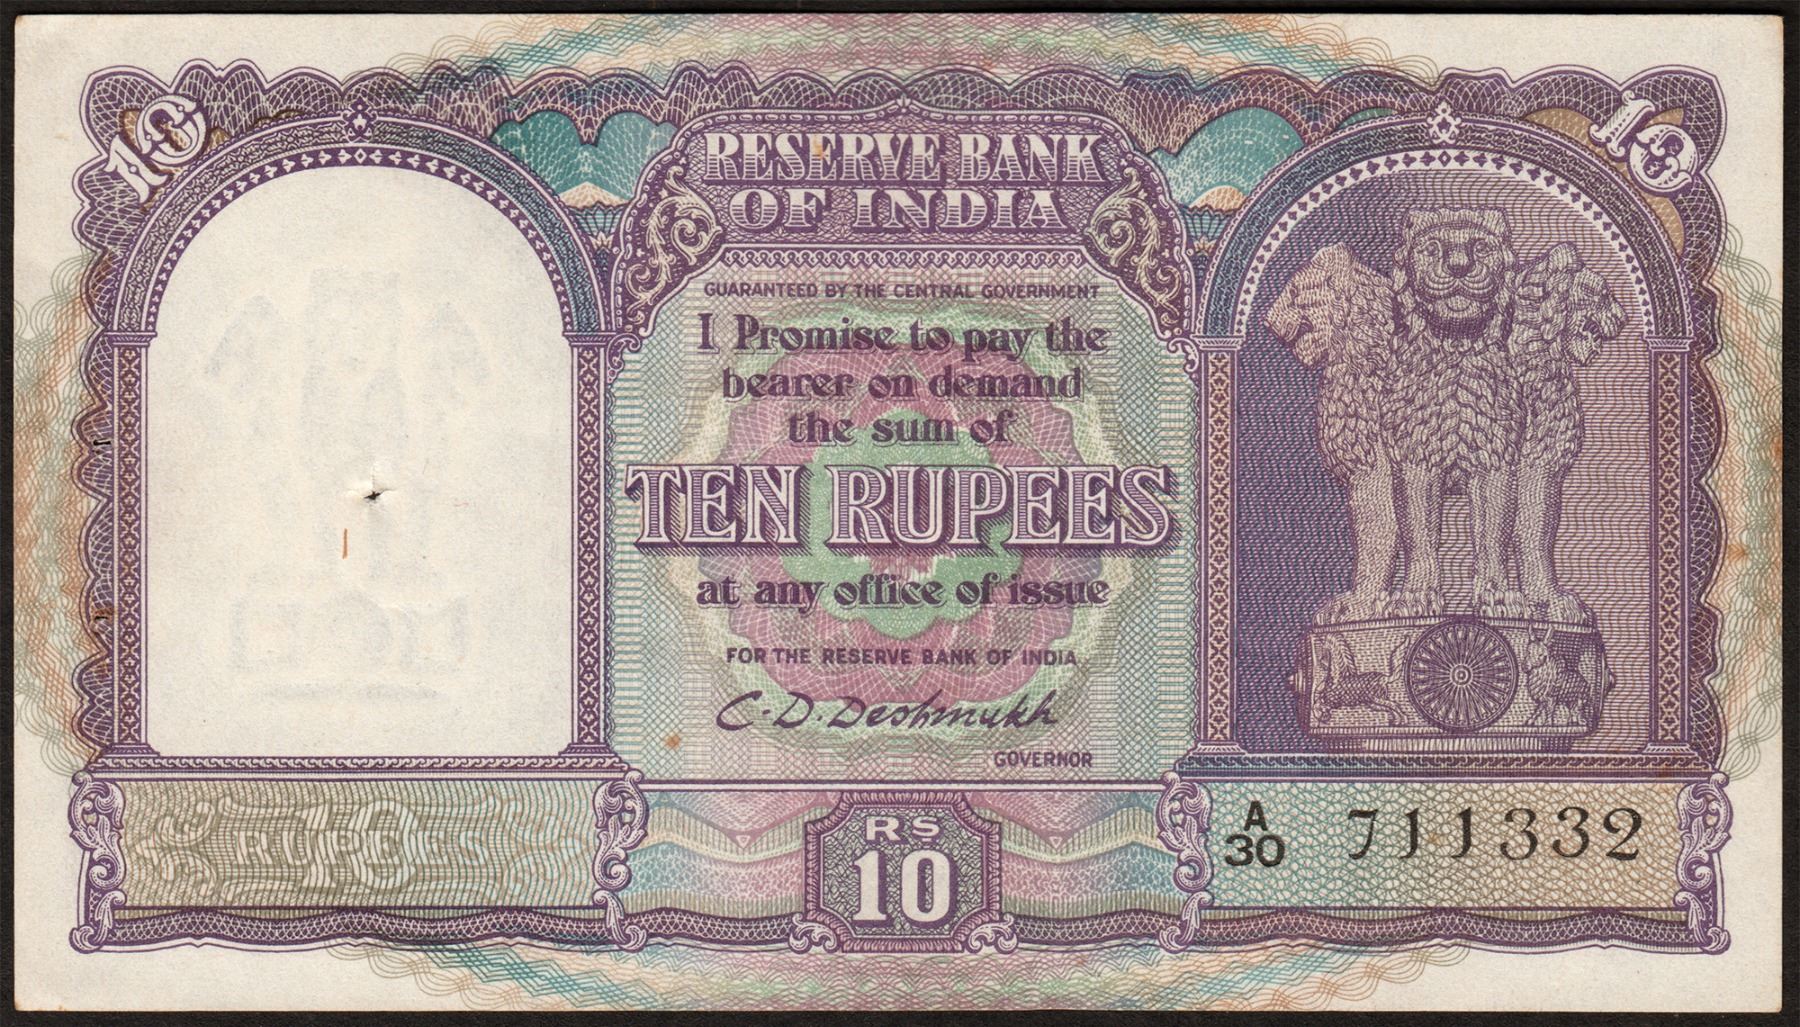 10
10
RESERVE BANK
OF INDIA
GUARANTEED BY THE CENTRAL GOVERNMENT
I Promise to pay the
bearer on demand
the sum of
TEN RUPEES
at any office of issue
FOR THE RESERVE BANK OF INDIA
C. D. Deshmukh
GOVERNOR
RUPEES
10
RS
10
A/30 711332